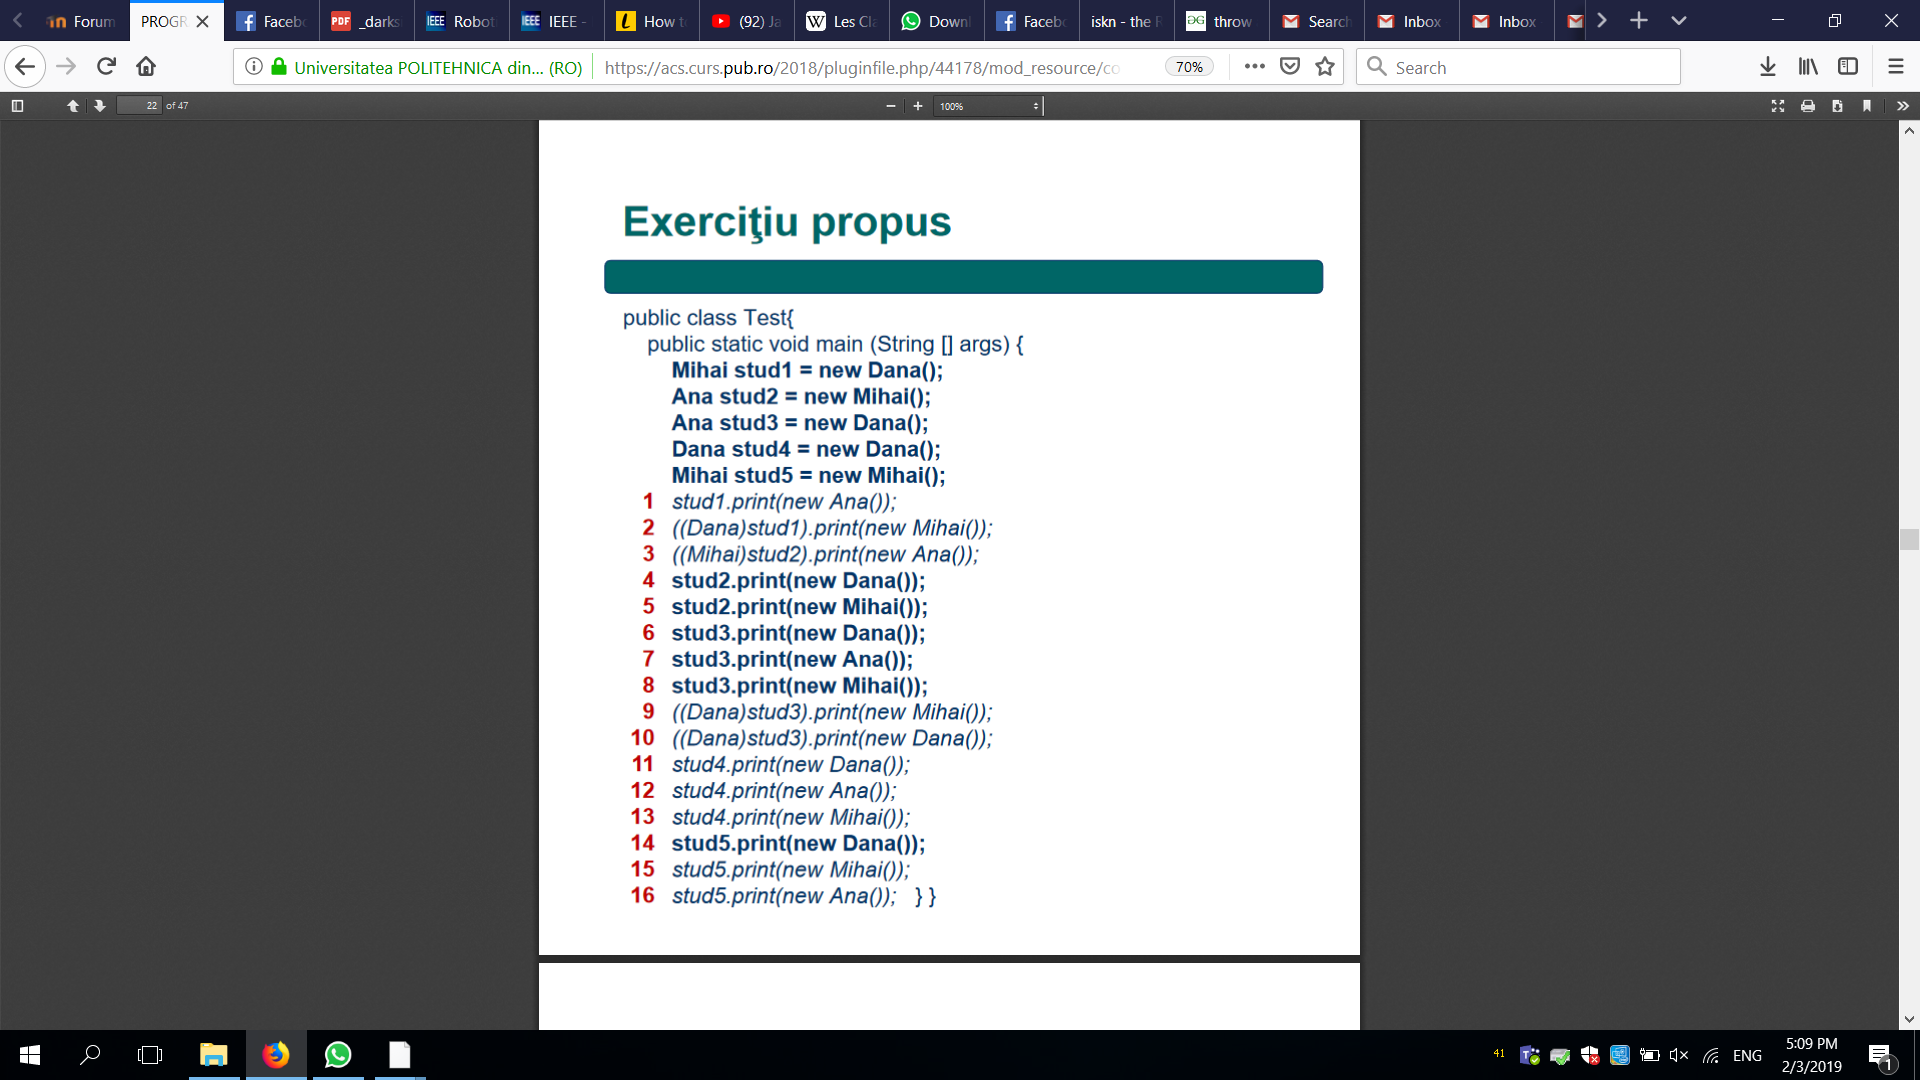 Forum
PROGR
Faceb
PDF _darks
IEEE Roboti
IEEE IEEE -
How t
(92) Ja
W Les Cla
Downl
Faceb
iskn - the R
throw
Search
Inbox
Inbox
Universitatea POLITEHNICA din... (RO)
https://acs.curs.pub.ro/2018/pluginfile.php/44178/mod_resource/co
70%
Search
22 of 47
100%
Exerciţiu propus
public class Test{
public static void main (String [] args) {
Mihai stud1 = new Dana();
Ana stud2 = new Mihai();
Ana stud3 = new Dana();
Dana stud4 = new Dana();
Mihai stud5 = new Mihai();
1 stud1.print(new Ana());
2 ((Dana)stud1).print(new Mihai());
3 ((Mihai)stud2).print(new Ana());
4 stud2.print(new Dana());
5 stud2.print(new Mihai());
6 stud3.print(new Dana());
7 stud3.print(new Ana());
8 stud3.print(new Mihai());
9 ((Dana)stud3).print(new Mihai());
10 ((Dana)stud3).print(new Dana());
11 stud4.print(new Dana());
12 stud4.print(new Ana());
13 stud4.print(new Mihai());
14 stud5.print(new Dana());
15 stud5.print(new Mihai());
16 stud5.print(new Ana()); } }
41
ENG
5:09 PM
2/3/2019
1